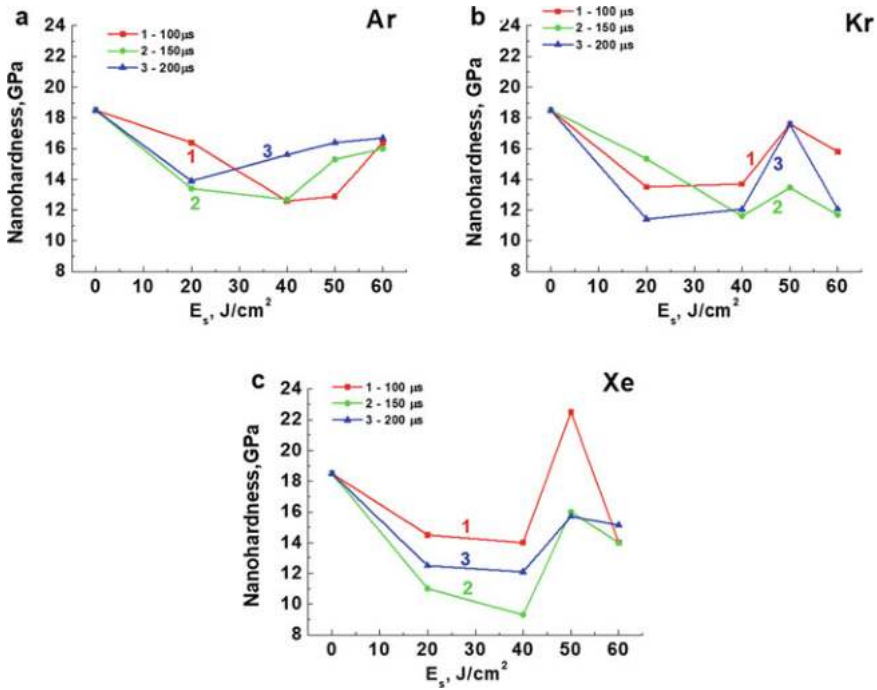 a
Ar
1 - 100μs
2 - 150μs
3 - 200μs
Nanohardness,GPa
24
22
20
18
16
14
12
10
8
1
2
3
0 10 20 30 40 50 60
Es, J/cm²
b
Kr
1 - 100 μs
2 - 150 μs
3 - 200 μs
Nanohardness, GPa
24
22
20
18
16
14
12
10
8
1
3
2
0 10 20 30 40 50 60
Es, J/cm²
c
Xe
1 - 100 μs
2 - 150 μs
3 - 200 μs
Nanohardness,GPa
24
22
20
18
16
14
12
10
8
1
3
2
0 10 20 30 40 50 60
Es, J/cm²